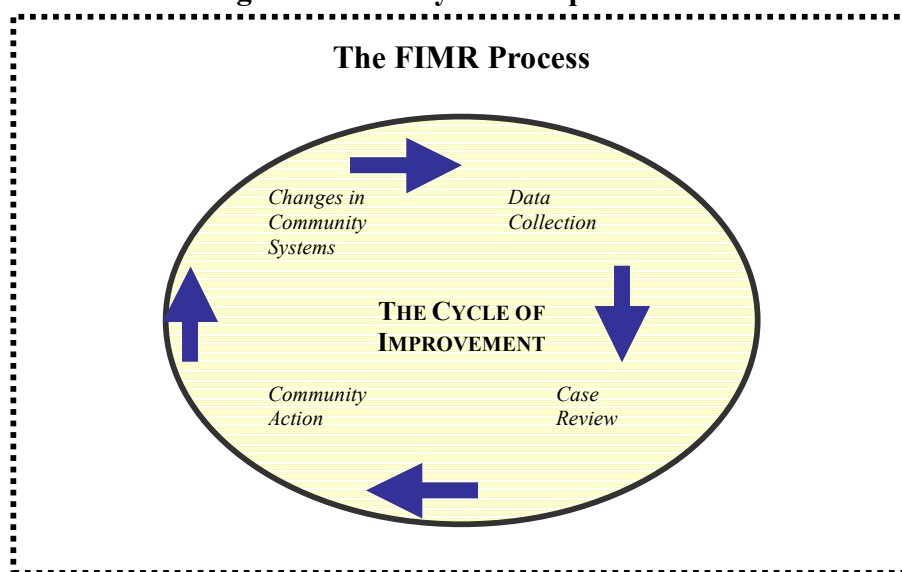 The FIMR Process
Changes in
Community
Systems
Data
Collection
THE CYCLE OF
IMPROVEMENT
Community
Action
Case
Review